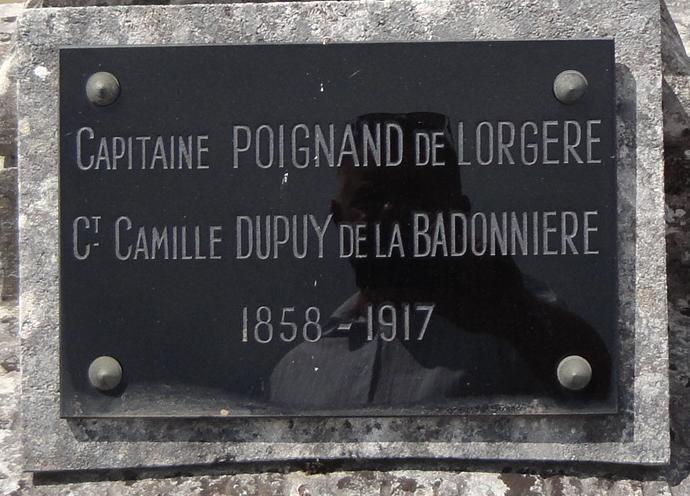 CAPITAINE POIGNAND DE LORGERE
CT. CAMILLE DUPUY DE LA BADONNIERE
1858 - 1917